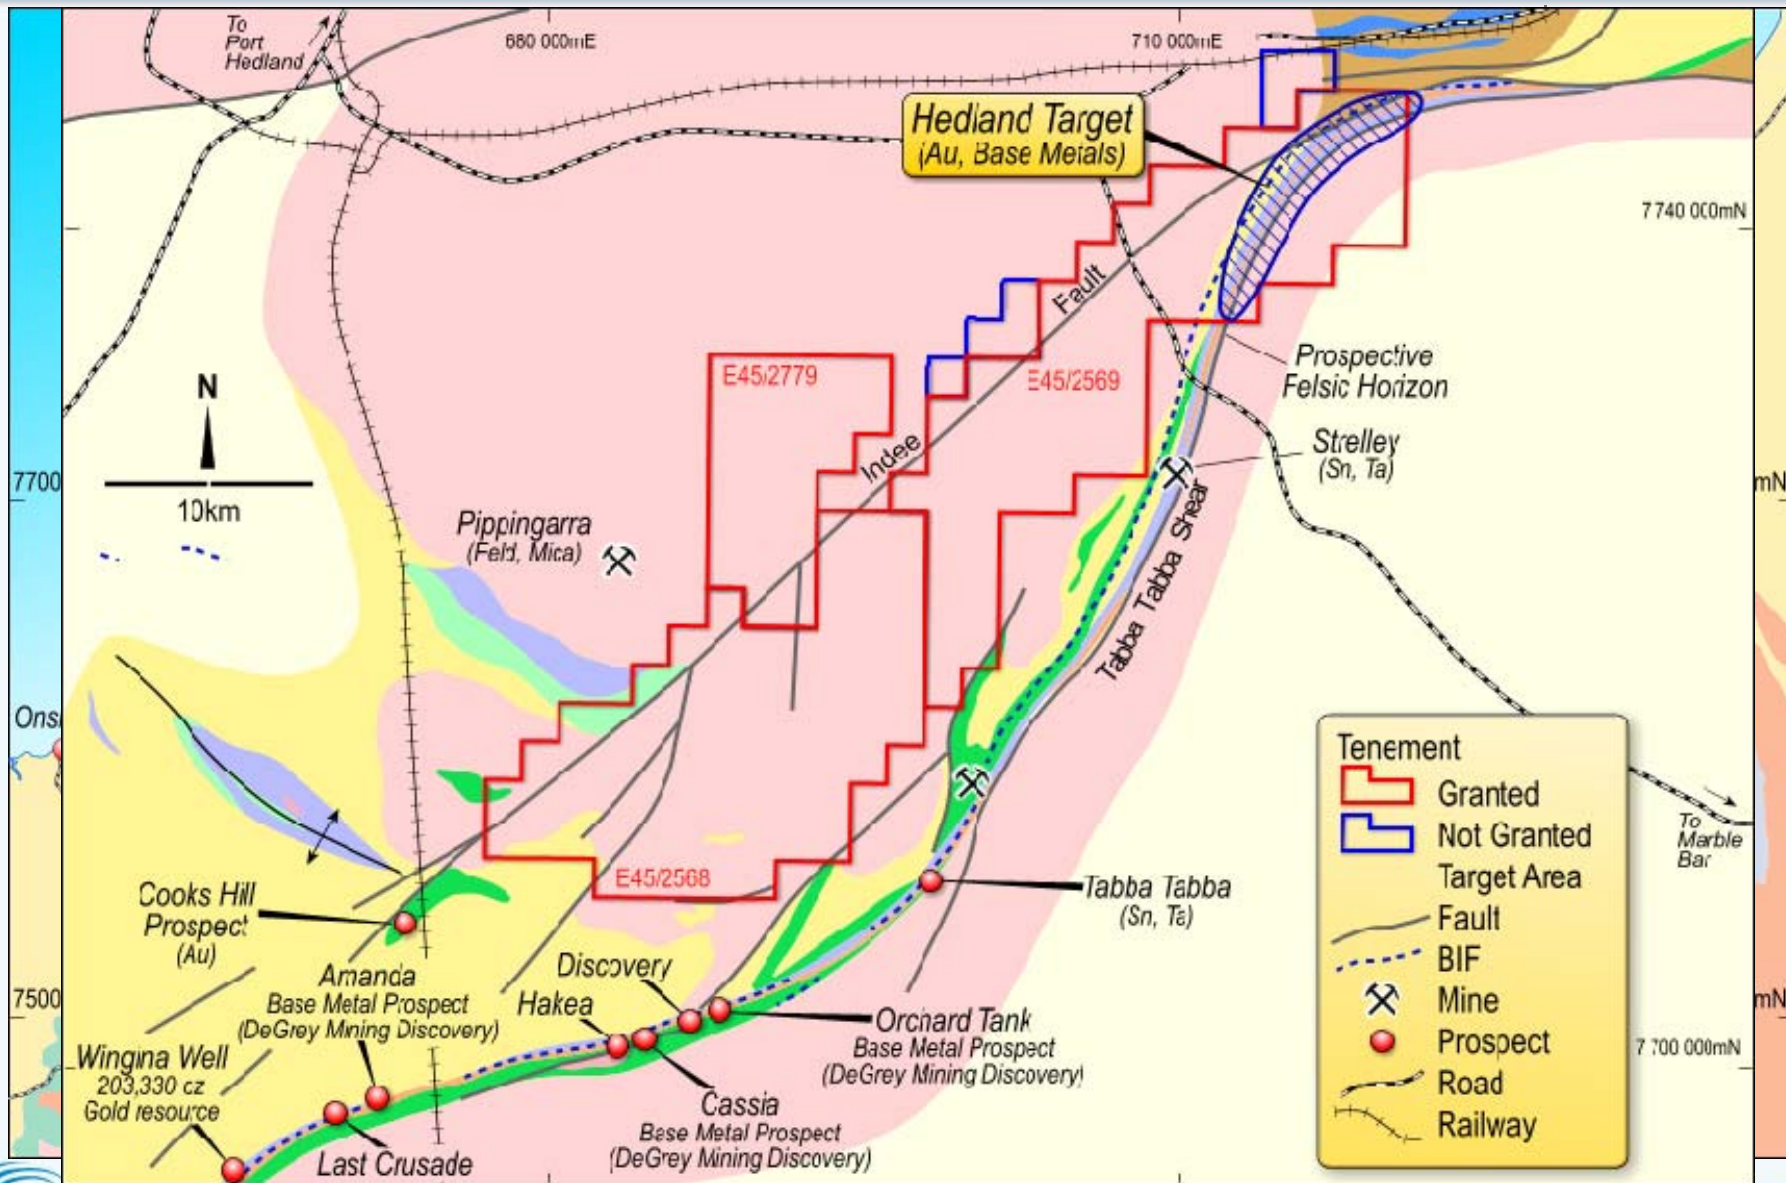 To
Port
Hedland
680 000mE
710 000mE
Hedland Target
(Au, Base Metals)
7 740 000mN
Fault
Indee
E45/2779
E45/2569
Prospective
Felsic Horizon
Strelley
(Sn, Ta)
N
10km
7700
mN
Pippingarra
(Feld, Mica)
Tabba Tabba Shear
Ons
E45/2568
Tabba Tabba
(Sn, Ta)
Cooks Hill
Prospect
(Au)
Amanda
Base Metal Prospect
(DeGrey Mining Discovery)
Discovery
Hakea
Orchard Tank
Base Metal Prospect
(DeGrey Mining Discovery)
7500
mN
Wingina Well
203,330 cz
Gold resource
Cassia
Base Metal Prospect
(DeGrey Mining Discovery)
Last Crusade
7 700 000mN
To
Marble
Bar
Tenement
Granted
Not Granted
Target Area
Fault
BIF
Mine
Prospect
Road
Railway